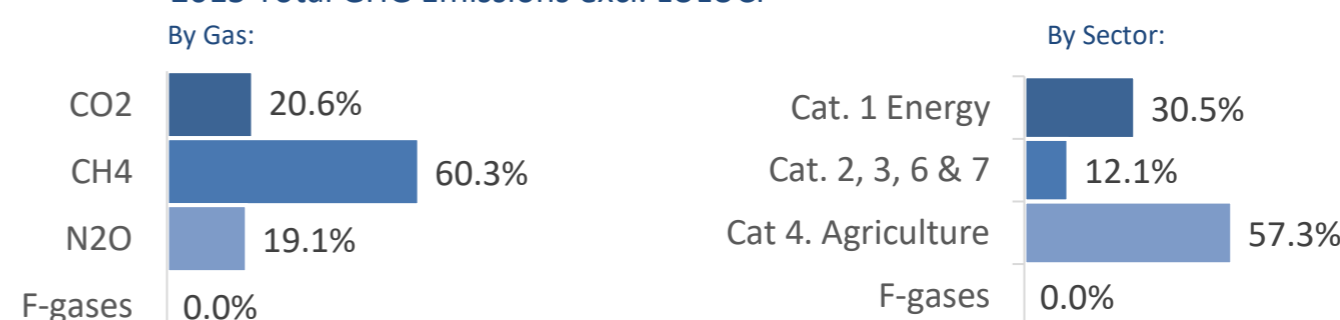 By Gas:
CO2 20.6%
CH4 60.3%
N2O 19.1%
F-gases 0.0%
By Sector:
Cat. 1 Energy 30.5%
Cat. 2, 3, 6 & 7 12.1%
Cat 4. Agriculture 57.3%
F-gases 0.0%